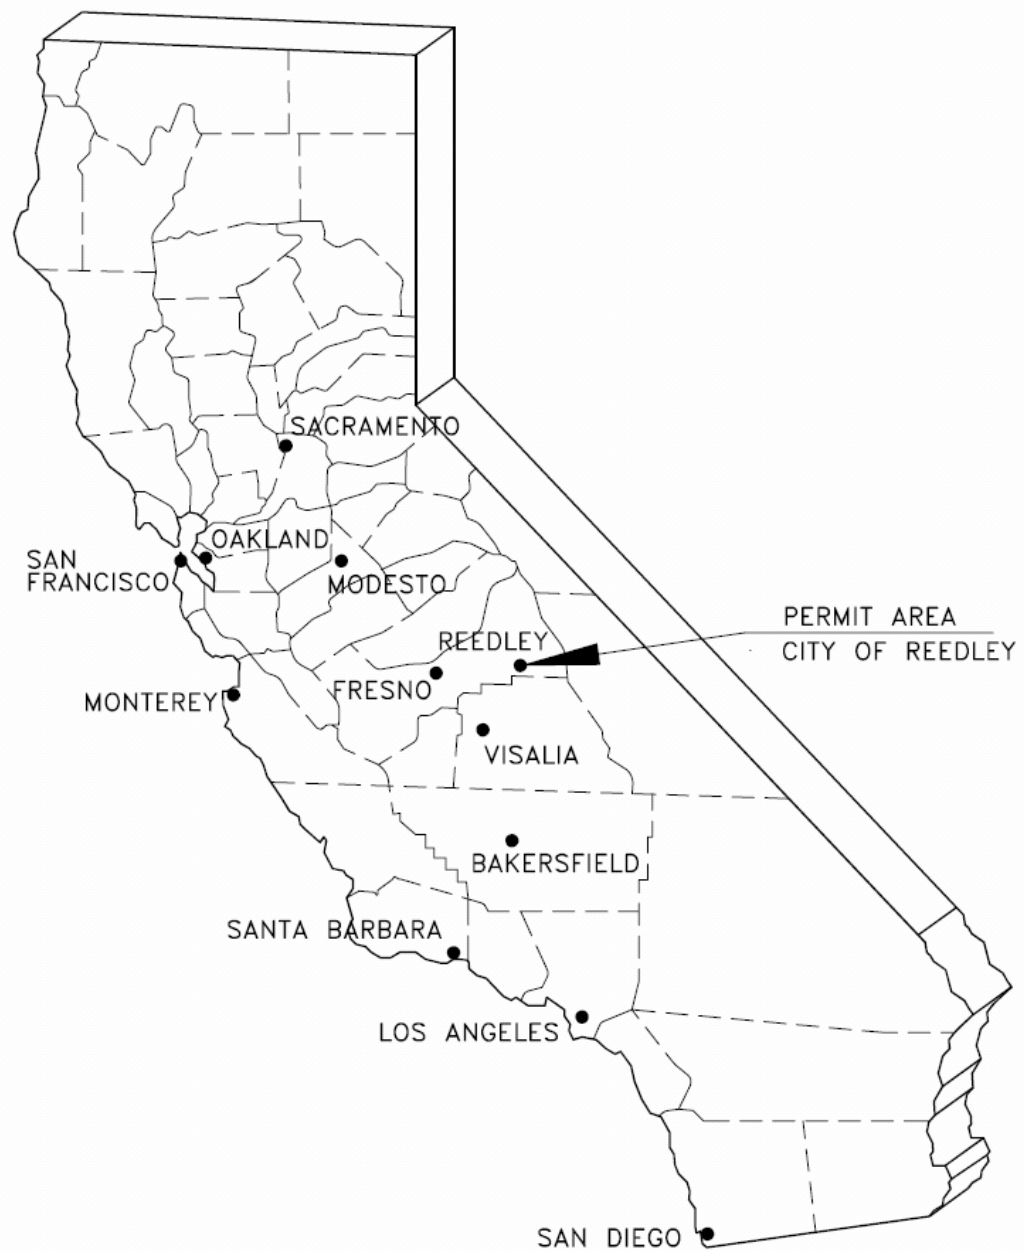 SACRAMENTO
OAKLAND
SAN
FRANCISCO
MODESTO
PERMIT AREA
CITY OF REEDLEY
REEDLEY
FRESNO
MONTEREY
VISALIA
BAKERSFIELD
SANTA BARBARA
LOS ANGELES
SAN DIEGO